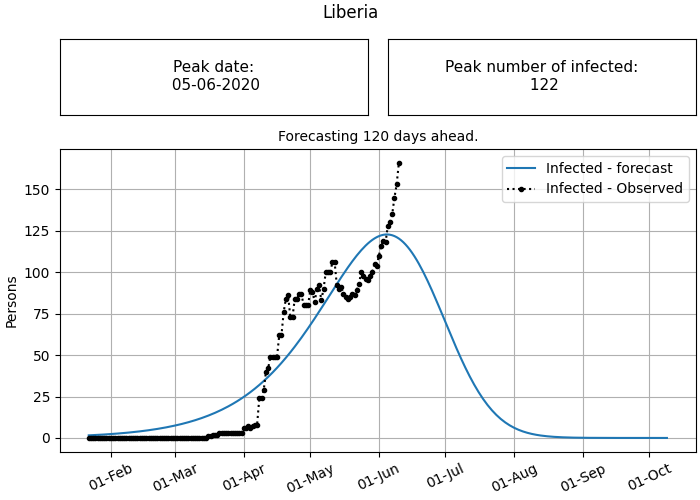 Liberia
Peak date:
05-06-2020
Peak number of infected:
122
Forecasting 120 days ahead.
Infected - forecast
Infected - Observed
Persons
150
125
100
75
50
25
0
01-Feb
01-Mar
01-Apr
01-May
01-Jun
01-Jul
01-Aug
01-Sep
01-Oct